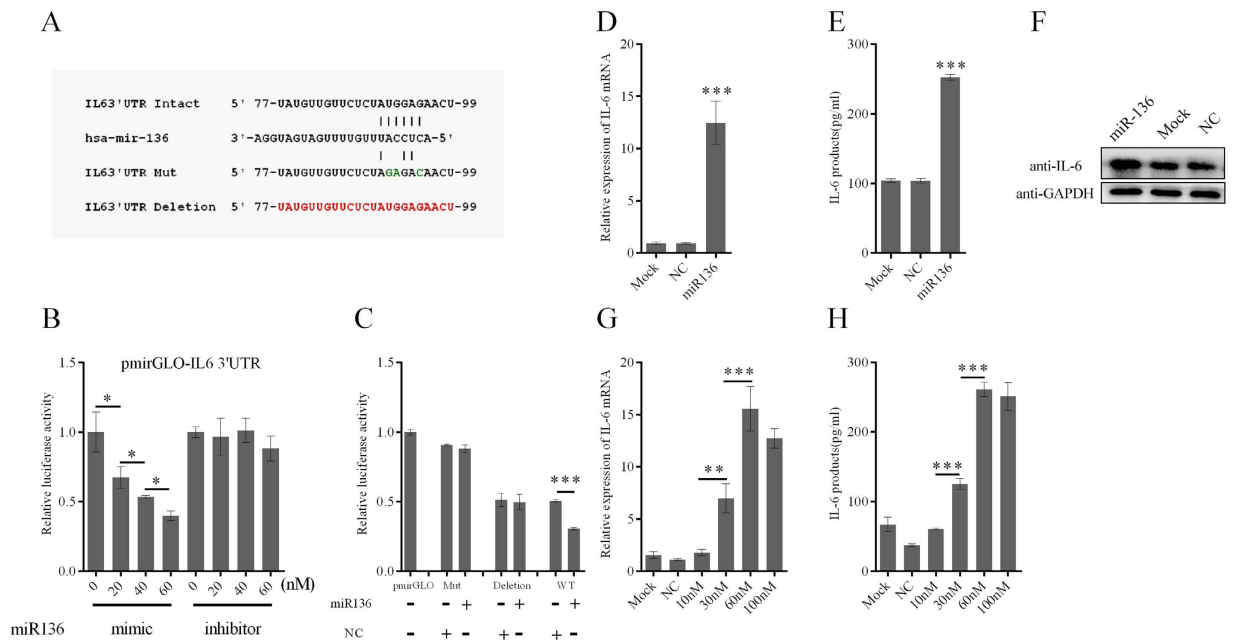 A
IL63'UTR Intact 5' 77-UAUGUUGUUCUCUAUGGAGAACU-99
hsa-mir-136 3'-AGGUAGUAGUUUUGUUUACCUCA-5'
IL63'UTR Mut 5' 77-UAUGUUGUUCUCUAGAGACAACU-99
IL63'UTR Deletion 5' 77-UAUGUUGUUCUCUAUGGAGAACU-99
B
pmirGLO-IL6 3'UTR
Relative luciferase activity
1.5
1.0
0.5
0.0
* * *
0 20 40 60 0 20 40 60 (nM)
miR136 mimic inhibitor
C
Relative luciferase activity
1.5
1.0
0.5
0.0
***
pmirGLO Mut Deletion WT
miR136 - - + - + - +
NC - + - + - + -
D
Relative expression of IL-6 mRNA
20
15
10
5
0
***
Mock NC miR136
E
IL-6 products(pg/ml)
300
200
100
0
***
Mock NC miR136
F
miR-136 Mock NC
anti-IL-6
anti-GAPDH
G
Relative expression of IL-6 mRNA
20
15
10
5
0
** ***
Mock NC 10nM 30nM 60nM 100nM
H
IL-6 products(pg/ml)
300
200
100
0
*** ***
Mock NC 10nM 30nM 60nM 100nM